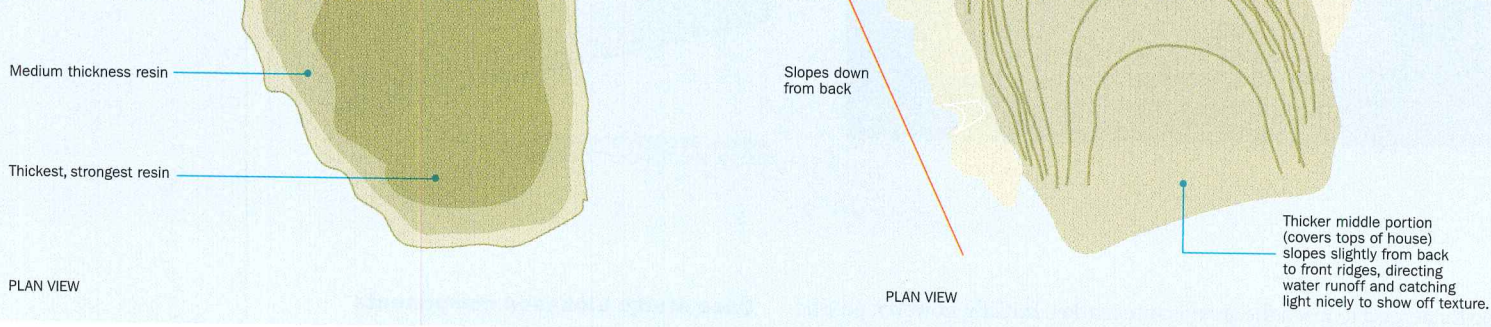 Medium thickness resin
Thickest, strongest resin
PLAN VIEW
Slopes down
from back
Thicker middle portion
(covers tops of house)
slopes slightly from back
to front ridges, directing
water runoff and catching
light nicely to show off texture.
PLAN VIEW